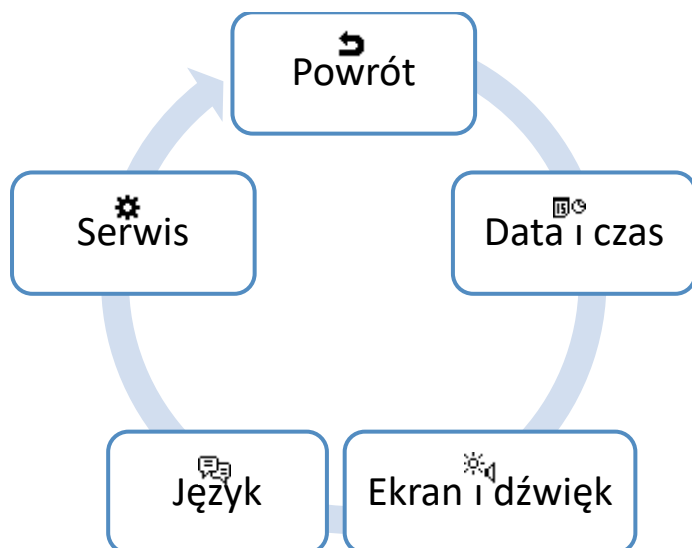 Powrót
Data i czas
Ekran i dźwięk
Język
Serwis